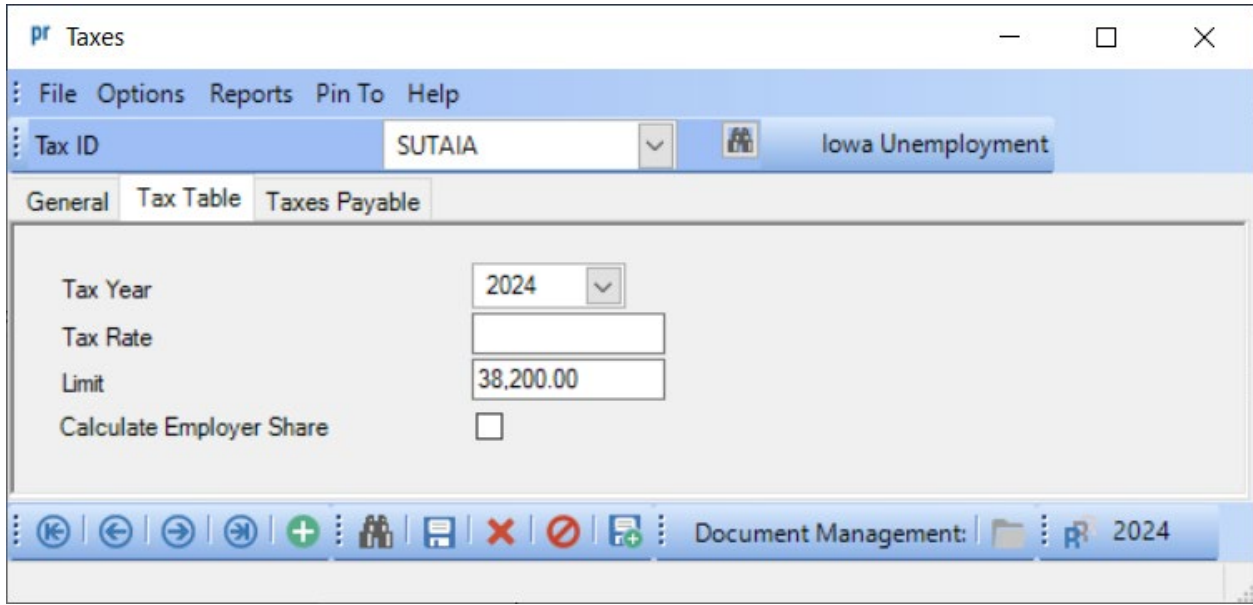 pr Taxes
File Options Reports Pin To Help
Tax ID SUTAIA Iowa Unemployment
General Tax Table Taxes Payable
Tax Year 2024
Tax Rate
Limit 38,200.00
Calculate Employer Share
Document Management: 2024